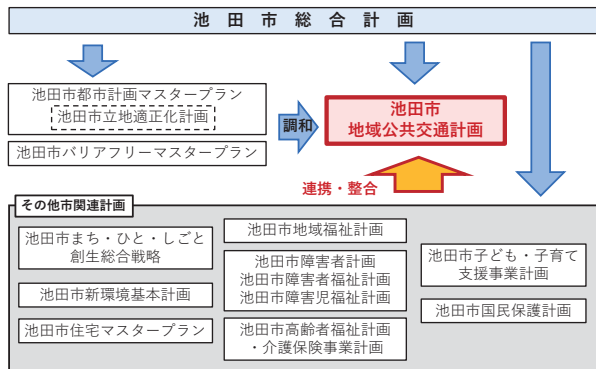 池田市総合計画
池田市都市計画マスタープラン
池田市立地適正化計画
池田市バリアフリーマスタープラン
調和
池田市
地域公共交通計画
連携・整合
その他市関連計画
池田市まち・ひと・しごと
創生総合戦略
池田市新環境基本計画
池田市住宅マスタープラン
池田市地域福祉計画
池田市障害者計画
池田市障害者福祉計画
池田市障害児福祉計画
池田市高齢者福祉計画
・介護保険事業計画
池田市子ども・子育て
支援事業計画
池田市国民保護計画